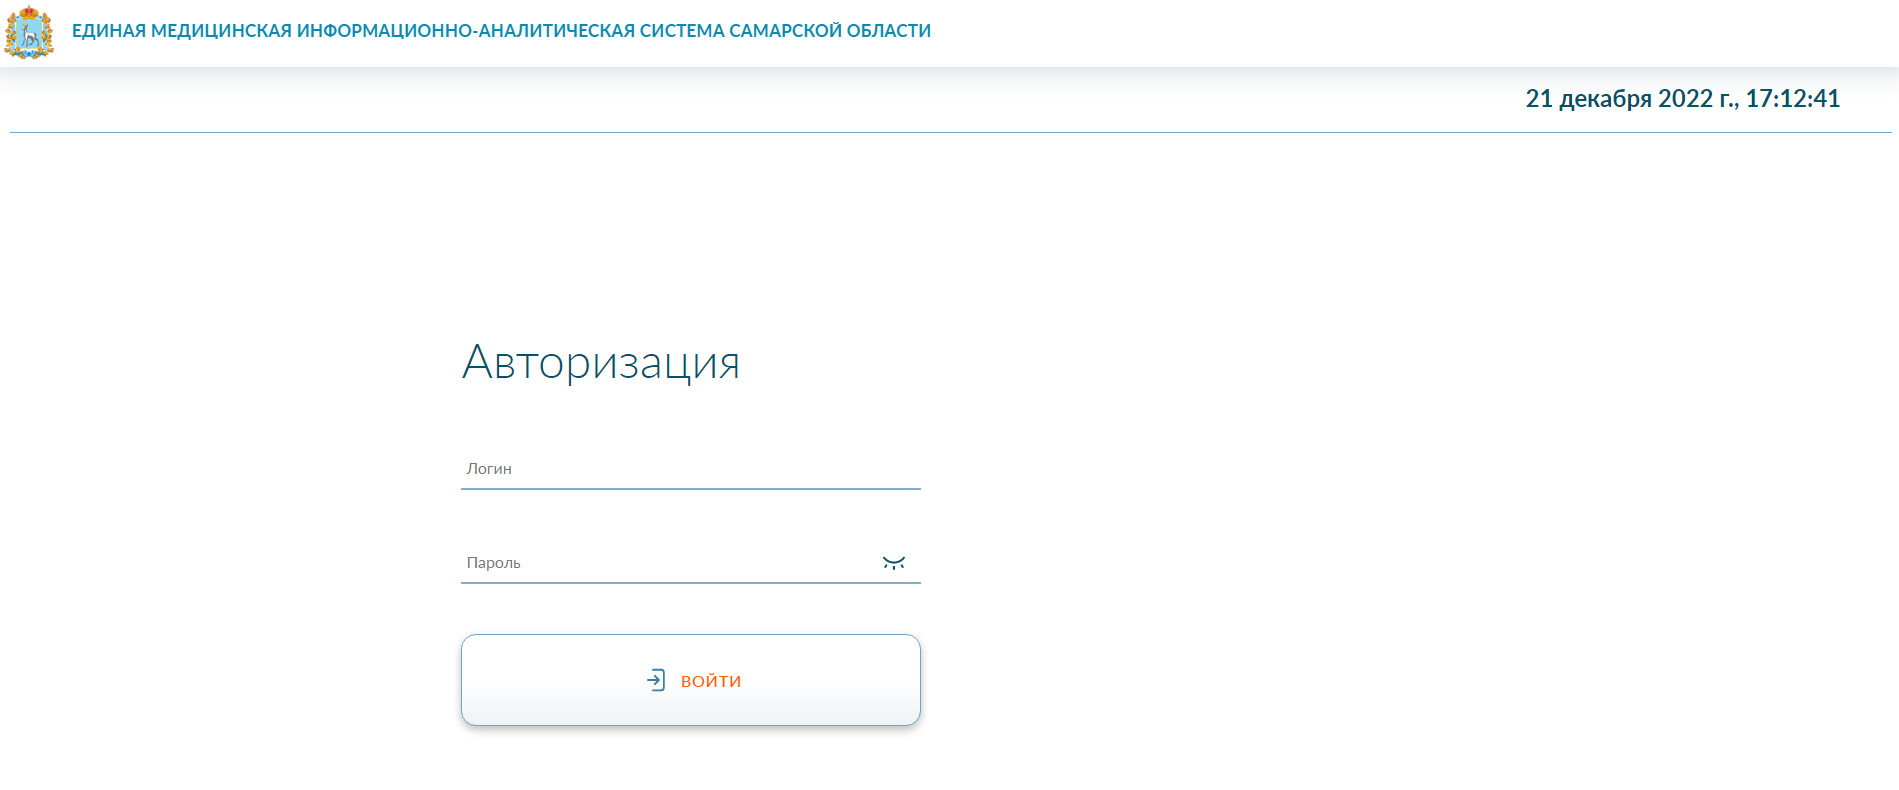 ЕДИНАЯ МЕДИЦИНСКАЯ ИНФОРМАЦИОННО-АНАЛИТИЧЕСКАЯ СИСТЕМА САМАРСКОЙ ОБЛАСТИ
21 декабря 2022 г., 17:12:41
Авторизация
Логин
Пароль
ВОЙТИ